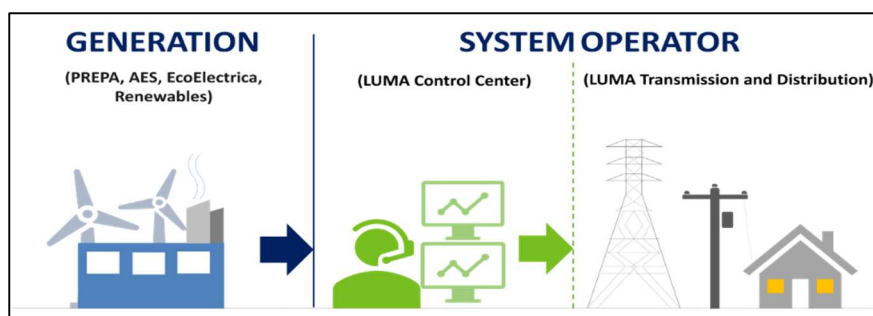 GENERATION
(PREPA, AES, EcoElectrica,
Renewables)
SYSTEM OPERATOR
(LUMA Control Center)
(LUMA Transmission and Distribution)